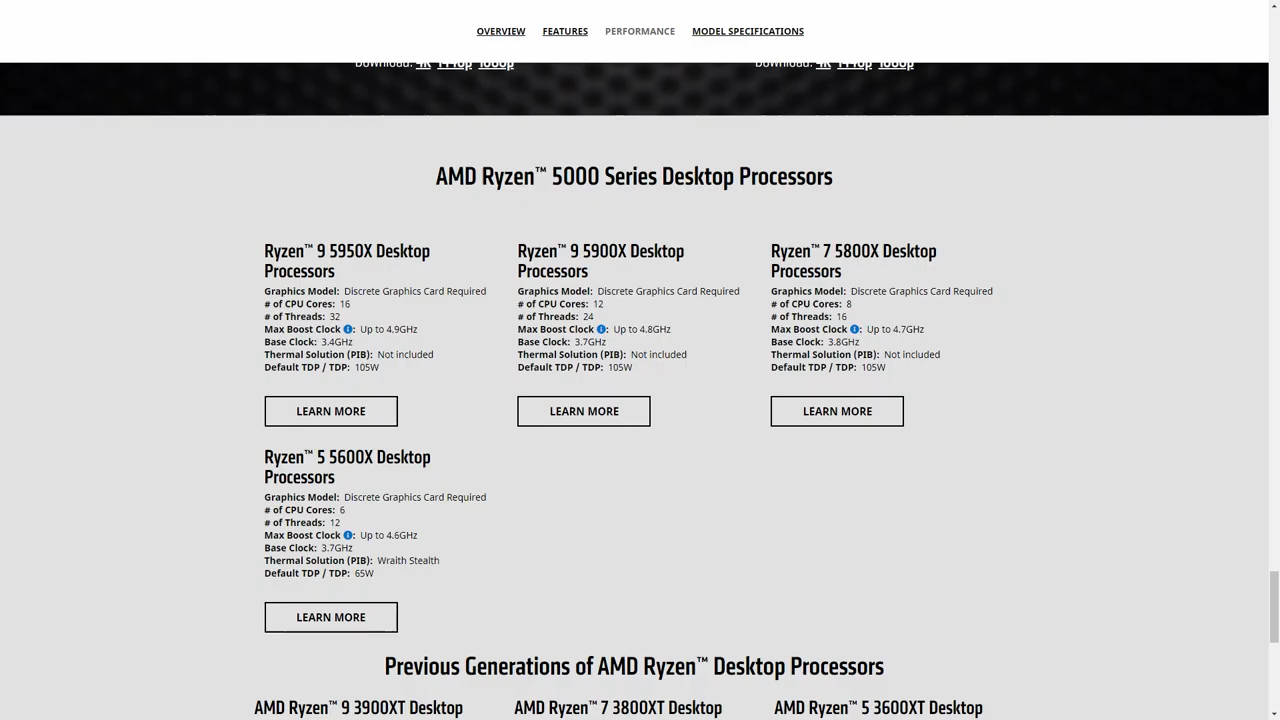 OVERVIEW FEATURES PERFORMANCE MODEL SPECIFICATIONS
Download: 4K 1440p 1080p Download: 4K 1440p 1080p
AMD Ryzen™ 5000 Series Desktop Processors
Ryzen™ 9 5950X Desktop
Processors
Graphics Model: Discrete Graphics Card Required
# of CPU Cores: 16
# of Threads: 32
Max Boost Clock : Up to 4.9GHz
Base Clock: 3.4GHz
Thermal Solution (PIB): Not included
Default TDP / TDP: 105W
LEARN MORE
Ryzen™ 9 5900X Desktop
Processors
Graphics Model: Discrete Graphics Card Required
# of CPU Cores: 12
# of Threads: 24
Max Boost Clock : Up to 4.8GHz
Base Clock: 3.7GHz
Thermal Solution (PIB): Not included
Default TDP / TDP: 105W
LEARN MORE
Ryzen™ 7 5800X Desktop
Processors
Graphics Model: Discrete Graphics Card Required
# of CPU Cores: 8
# of Threads: 16
Max Boost Clock : Up to 4.7GHz
Base Clock: 3.8GHz
Thermal Solution (PIB): Not included
Default TDP / TDP: 105W
LEARN MORE
Ryzen™ 5 5600X Desktop
Processors
Graphics Model: Discrete Graphics Card Required
# of CPU Cores: 6
# of Threads: 12
Max Boost Clock : Up to 4.6GHz
Base Clock: 3.7GHz
Thermal Solution (PIB): Wraith Stealth
Default TDP / TDP: 65W
LEARN MORE
Previous Generations of AMD Ryzen™ Desktop Processors
AMD Ryzen™ 9 3900XT Desktop
AMD Ryzen™ 7 3800XT Desktop
AMD Ryzen™ 5 3600XT Desktop